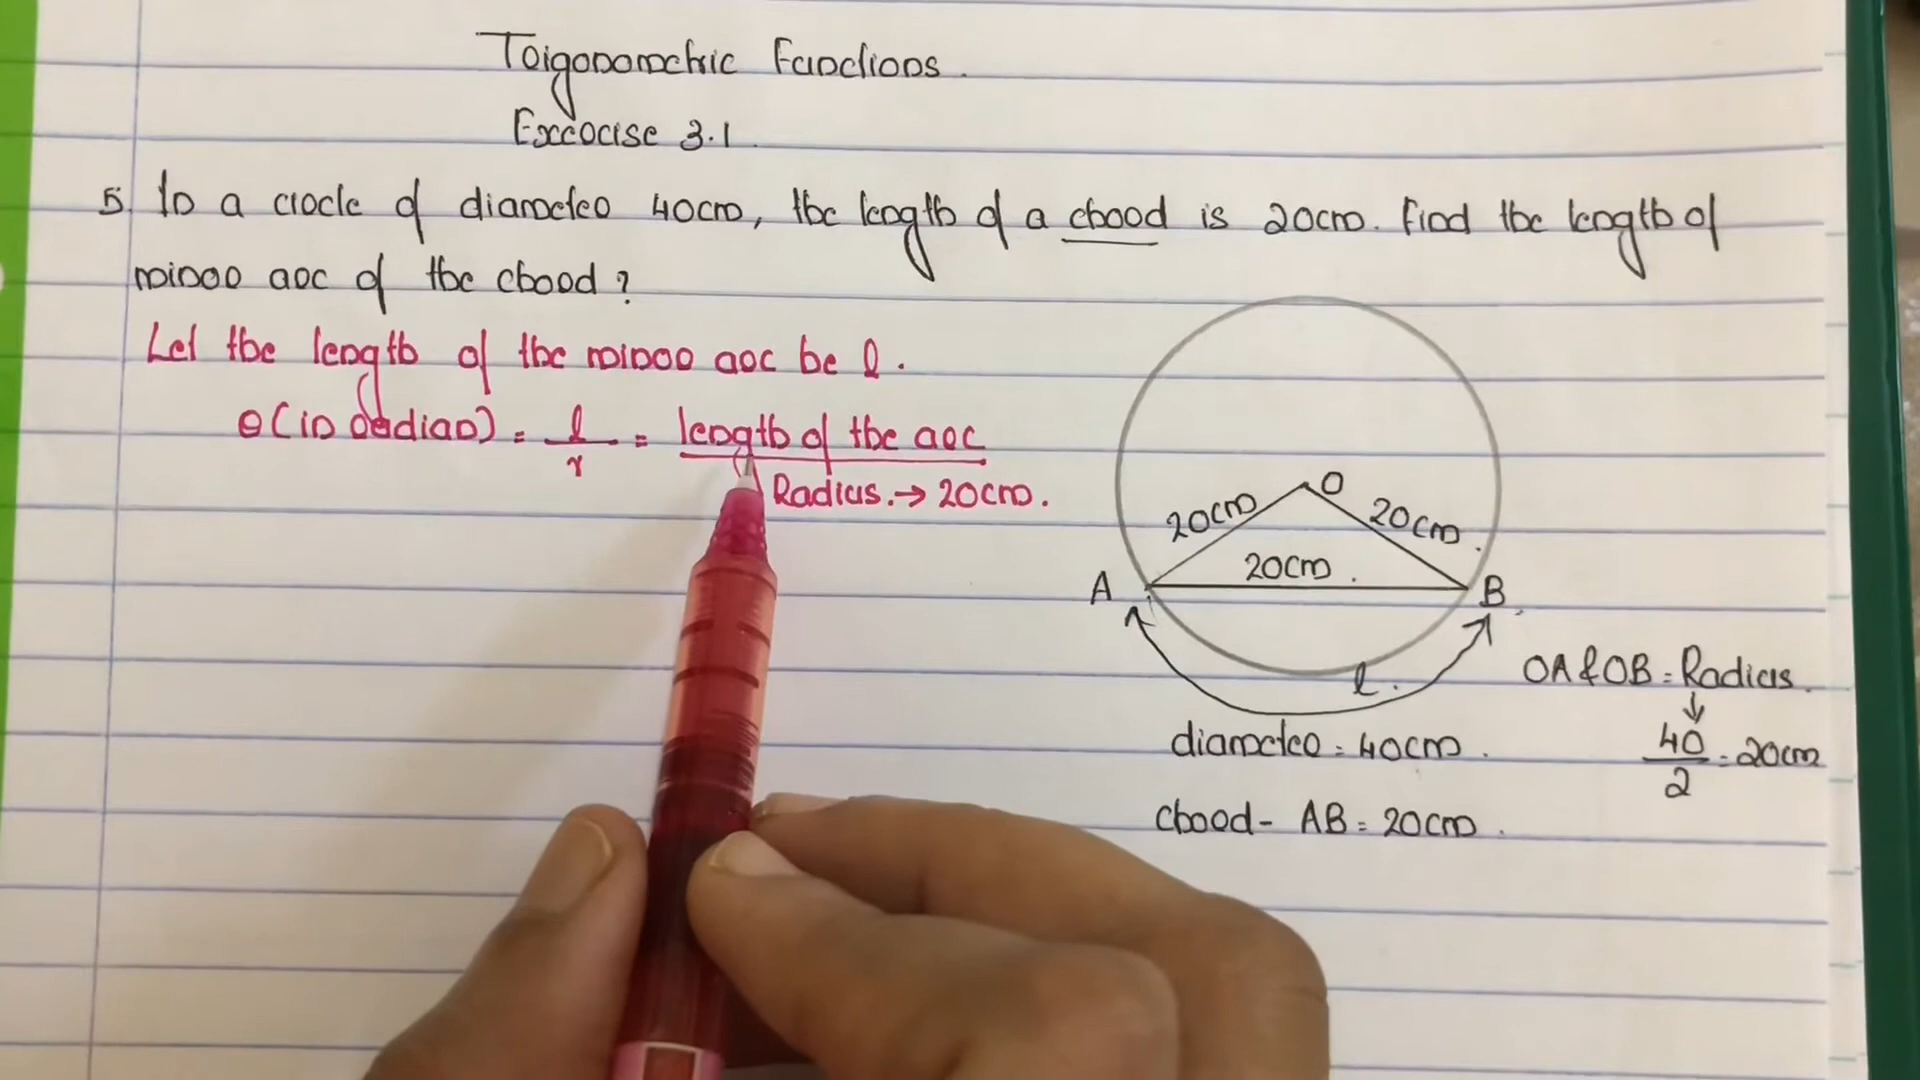 Trigonometric Functions.
Exercise 3.1.
5. In a circle of diameter 40cm, the length of a chord is 20cm. Find the length of
minor arc of the chord?
Let the length of the minor arc be l.
θ(in radian) = l/r = length of the arc / Radius. → 20cm.
O
20cm
20cm.
20cm.
A
B
l.
OA & OB = Radius.
↓
40/2 = 20cm
diameter = 40cm.
chord - AB = 20cm.